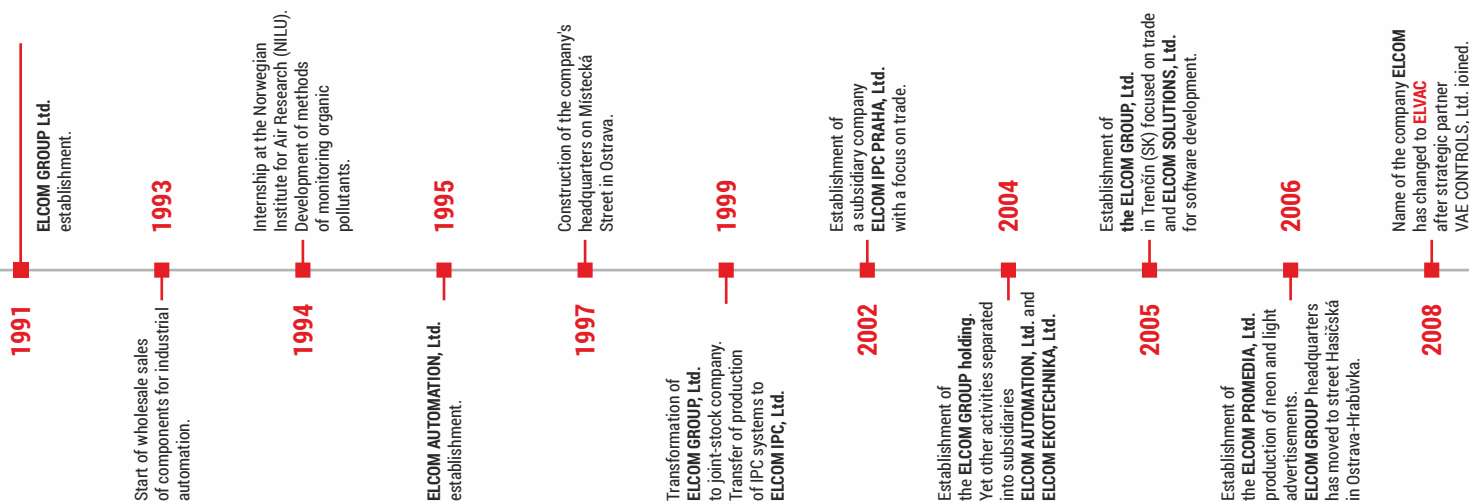 1991
ELCOM GROUP Ltd.
establishment.
1993
Start of wholesale sales
of components for industrial
automation.
1994
Internship at the Norwegian
Institute for Air Research (NILU).
Development of methods
of monitoring organic
pollutants.
1995
ELCOM AUTOMATION, Ltd.
establishment.
1997
Construction of the company's
headquarters on Místecká
Street in Ostrava.
1999
Transformation of
ELCOM GROUP, Ltd.
to joint-stock company.
Transfer of production
of IPC systems to
ELCOM IPC, Ltd.
2002
Establishment of
a subsidiary company
ELCOM IPC PRAHA, Ltd.
with a focus on trade.
2004
Establishment of
the ELCOM GROUP holding.
Yet other activities separated
into subsidiaries
ELCOM AUTOMATION, Ltd. and
ELCOM EKOTECHNIKA, Ltd.
2005
Establishment of
the ELCOM GROUP, Ltd.
in Trenčín (SK) focused on trade
and ELCOM SOLUTIONS, Ltd.
for software development.
2006
Establishment of
the ELCOM PROMEDIA, Ltd.
production of neon and light
advertisements.
ELCOM GROUP headquarters
has moved to street Hasičská
in Ostrava-Hrabůvka.
2008
Name of the company ELCOM
has changed to ELVAC
after strategic partner
VAE CONTROLS, Ltd. joined.